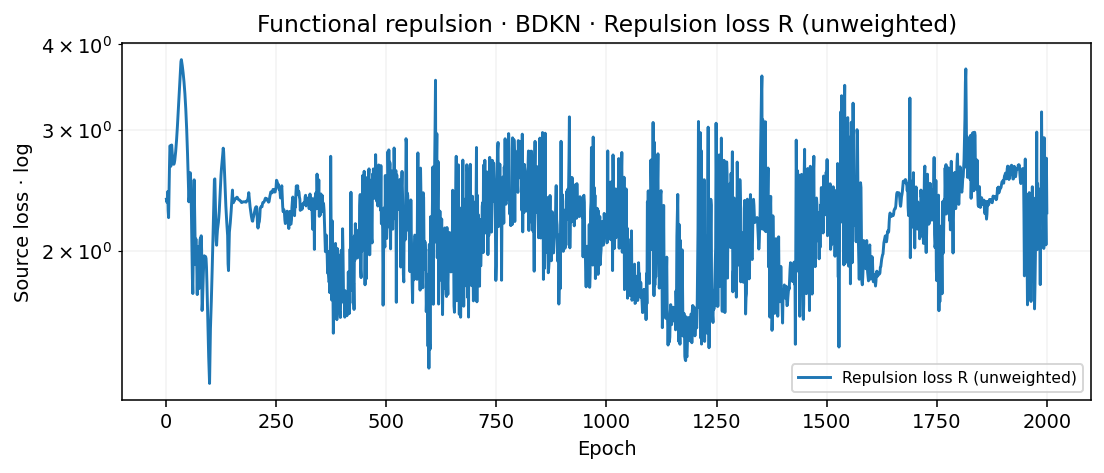 Functional repulsion · BDKN · Repulsion loss R (unweighted)
4 × 10⁰
3 × 10⁰
2 × 10⁰
Source loss · log
Repulsion loss R (unweighted)
0 250 500 750 1000 1250 1500 1750 2000
Epoch